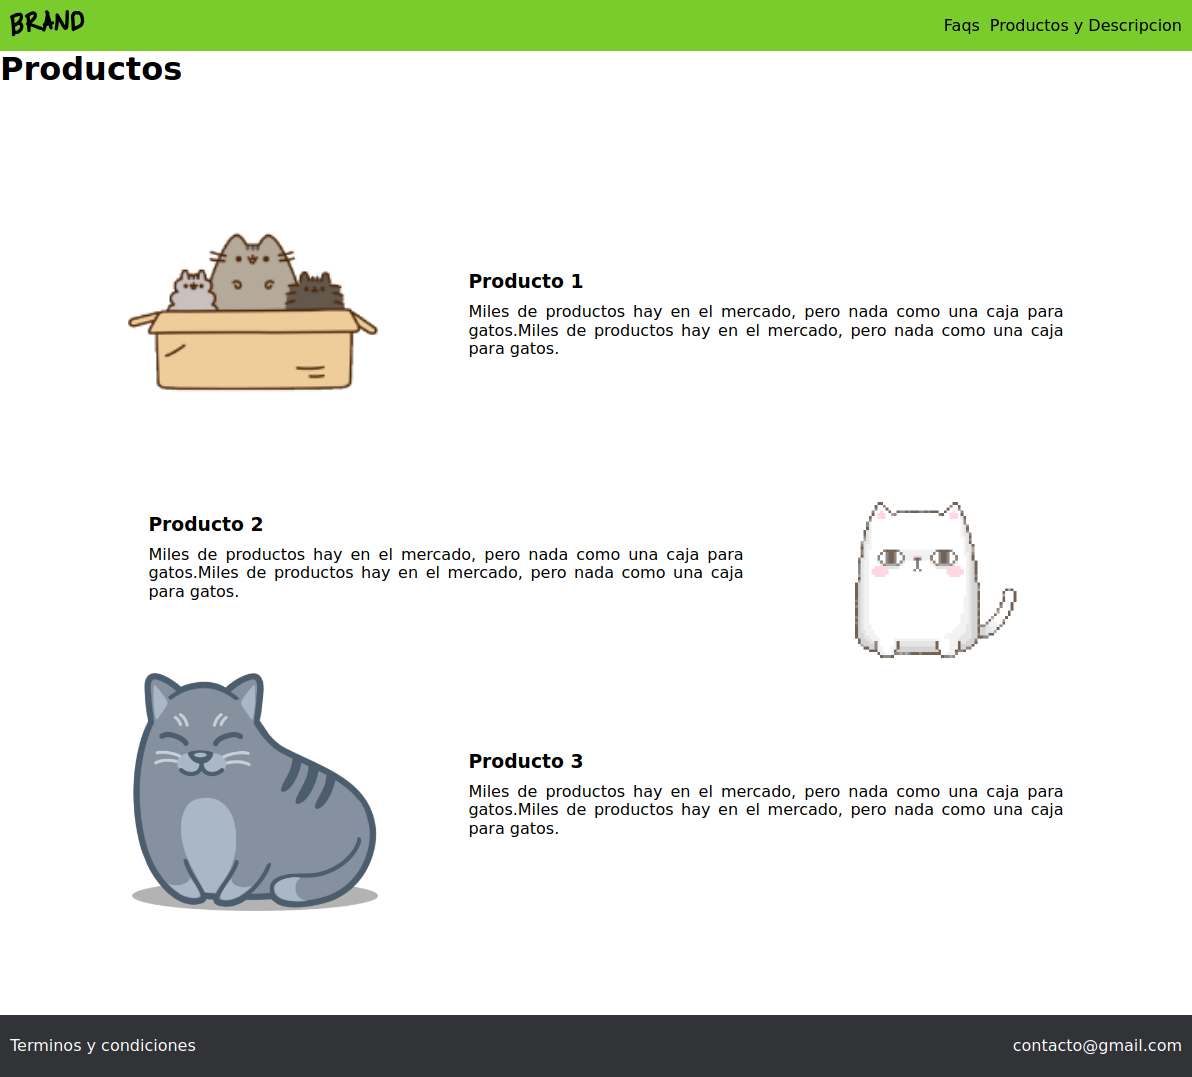 BRAND
Faqs Productos y Descripcion
Productos
Producto 1
Miles de productos hay en el mercado, pero nada como una caja para
gatos.Miles de productos hay en el mercado, pero nada como una caja
para gatos.
Producto 2
Miles de productos hay en el mercado, pero nada como una caja para
gatos.Miles de productos hay en el mercado, pero nada como una caja
para gatos.
Producto 3
Miles de productos hay en el mercado, pero nada como una caja para
gatos.Miles de productos hay en el mercado, pero nada como una caja
para gatos.
Terminos y condiciones
contacto@gmail.com